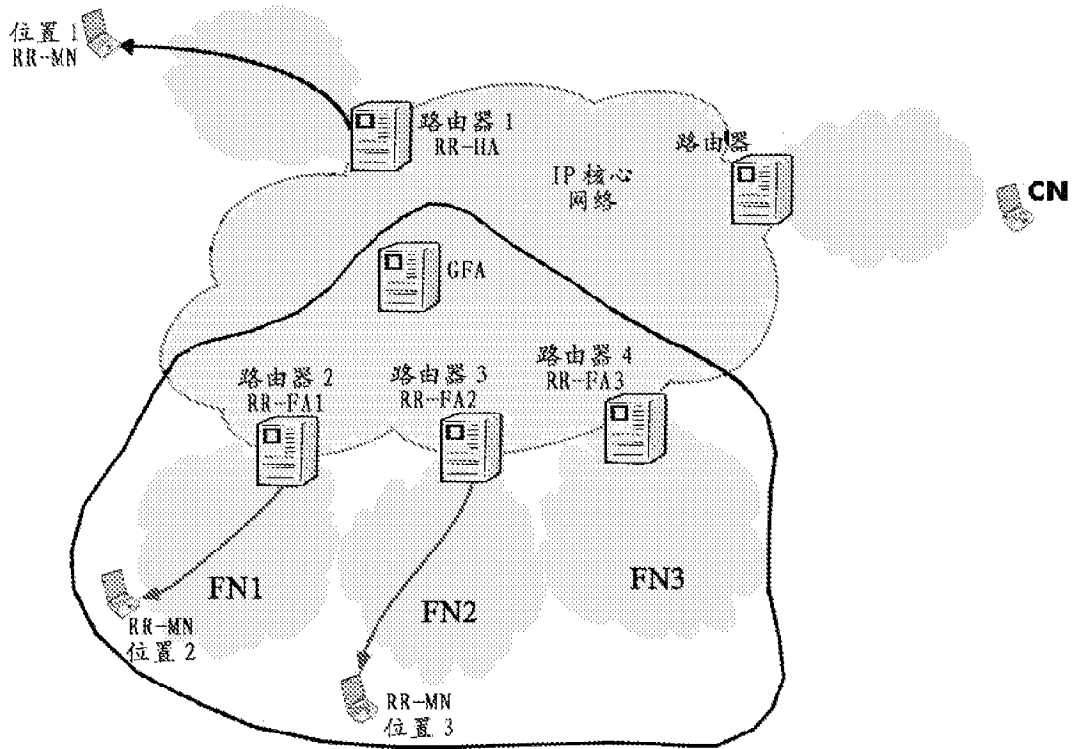 位置 1
RR-MN
路由器 1
RR-HA
路由器
IP 核心
网络
CN
GFA
路由器 2
RR-FA1
路由器 3
RR-FA2
路由器 4
RR-FA3
FN1
FN2
FN3
RR-MN
位置 2
RR-MN
位置 3